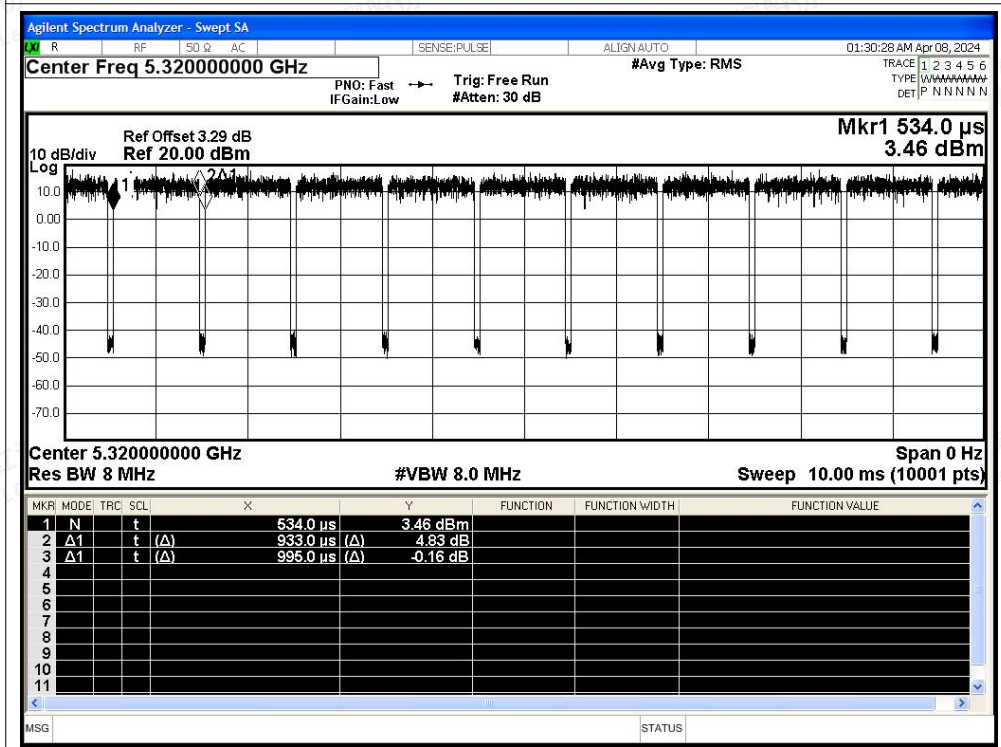 Agilent Spectrum Analyzer - Swept SA
LXI R RF 50 Ω AC SENSE:PULSE ALIGN AUTO 01:30:28 AM Apr 08, 2024
Center Freq 5.320000000 GHz #Avg Type: RMS TRACE 1 2 3 4 5 6
PNO: Fast Trig: Free Run TYPE WWWWWW
IFGain:Low #Atten: 30 dB DET P N N N N N
Mkr1 534.0 µs
Ref Offset 3.29 dB
10 dB/div Ref 20.00 dBm 3.46 dBm
Log
1 2Δ1
10.0
0.00
-10.0
-20.0
-30.0
-40.0
-50.0
-60.0
-70.0
Center 5.320000000 GHz Span 0 Hz
Res BW 8 MHz #VBW 8.0 MHz Sweep 10.00 ms (10001 pts)
MKR MODE TRC SCL X Y FUNCTION FUNCTION WIDTH FUNCTION VALUE
1 N t 534.0 µs 3.46 dBm
2 Δ1 t (Δ) 933.0 µs (Δ) 4.83 dB
3 Δ1 t (Δ) 995.0 µs (Δ) -0.16 dB
4
5
6
7
8
9
10
11
MSG STATUS